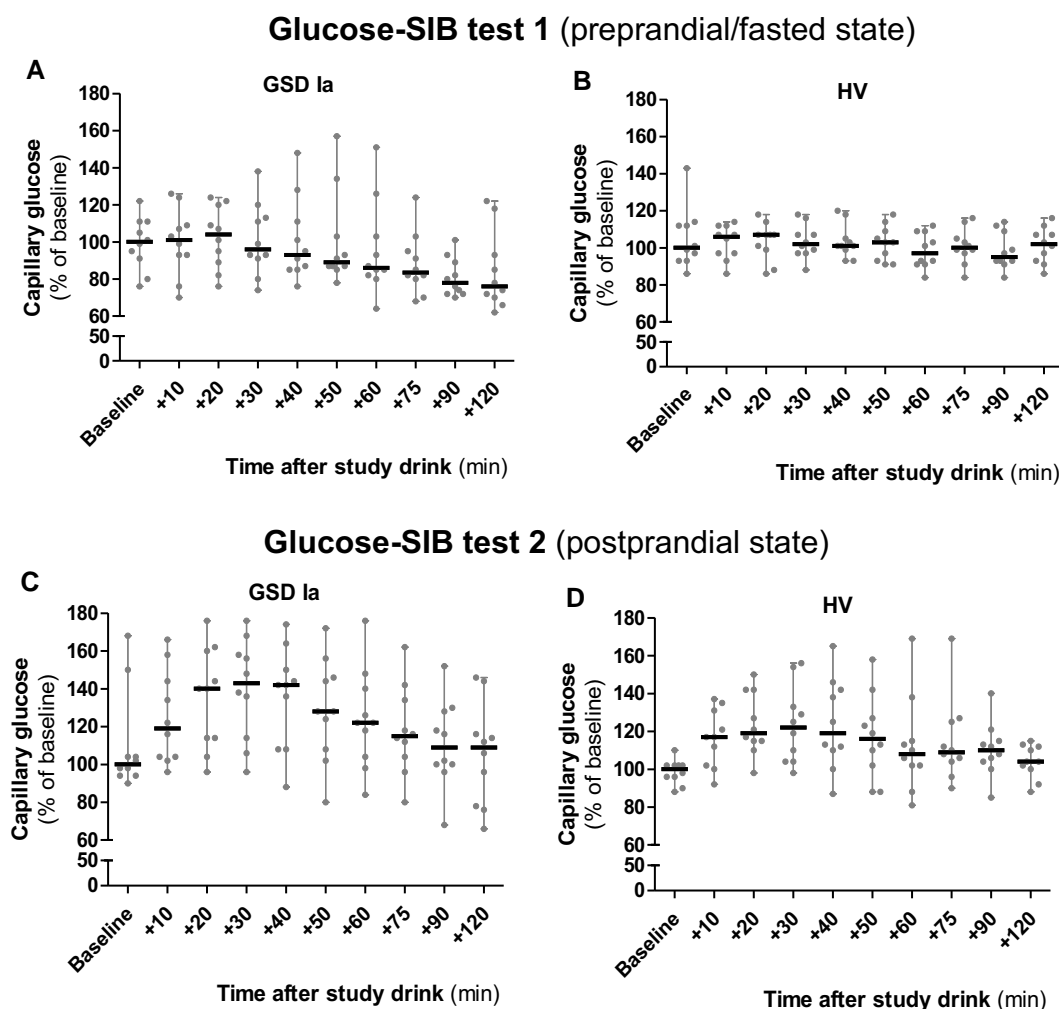 Glucose-SIB test 1 (preprandial/fasted state)
A
GSD Ia
Capillary glucose
(% of baseline)
180
160
140
120
100
80
60
50
0
Baseline
+10
+20
+30
+40
+50
+60
+75
+90
+120
Time after study drink (min)
B
HV
Capillary glucose
(% of baseline)
180
160
140
120
100
80
60
50
0
Baseline
+10
+20
+30
+40
+50
+60
+75
+90
+120
Time after study drink (min)
Glucose-SIB test 2 (postprandial state)
C
GSD Ia
Capillary glucose
(% of baseline)
180
160
140
120
100
80
60
50
0
Baseline
+10
+20
+30
+40
+50
+60
+75
+90
+120
Time after study drink (min)
D
HV
Capillary glucose
(% of baseline)
180
160
140
120
100
80
60
50
0
Baseline
+10
+20
+30
+40
+50
+60
+75
+90
+120
Time after study drink (min)